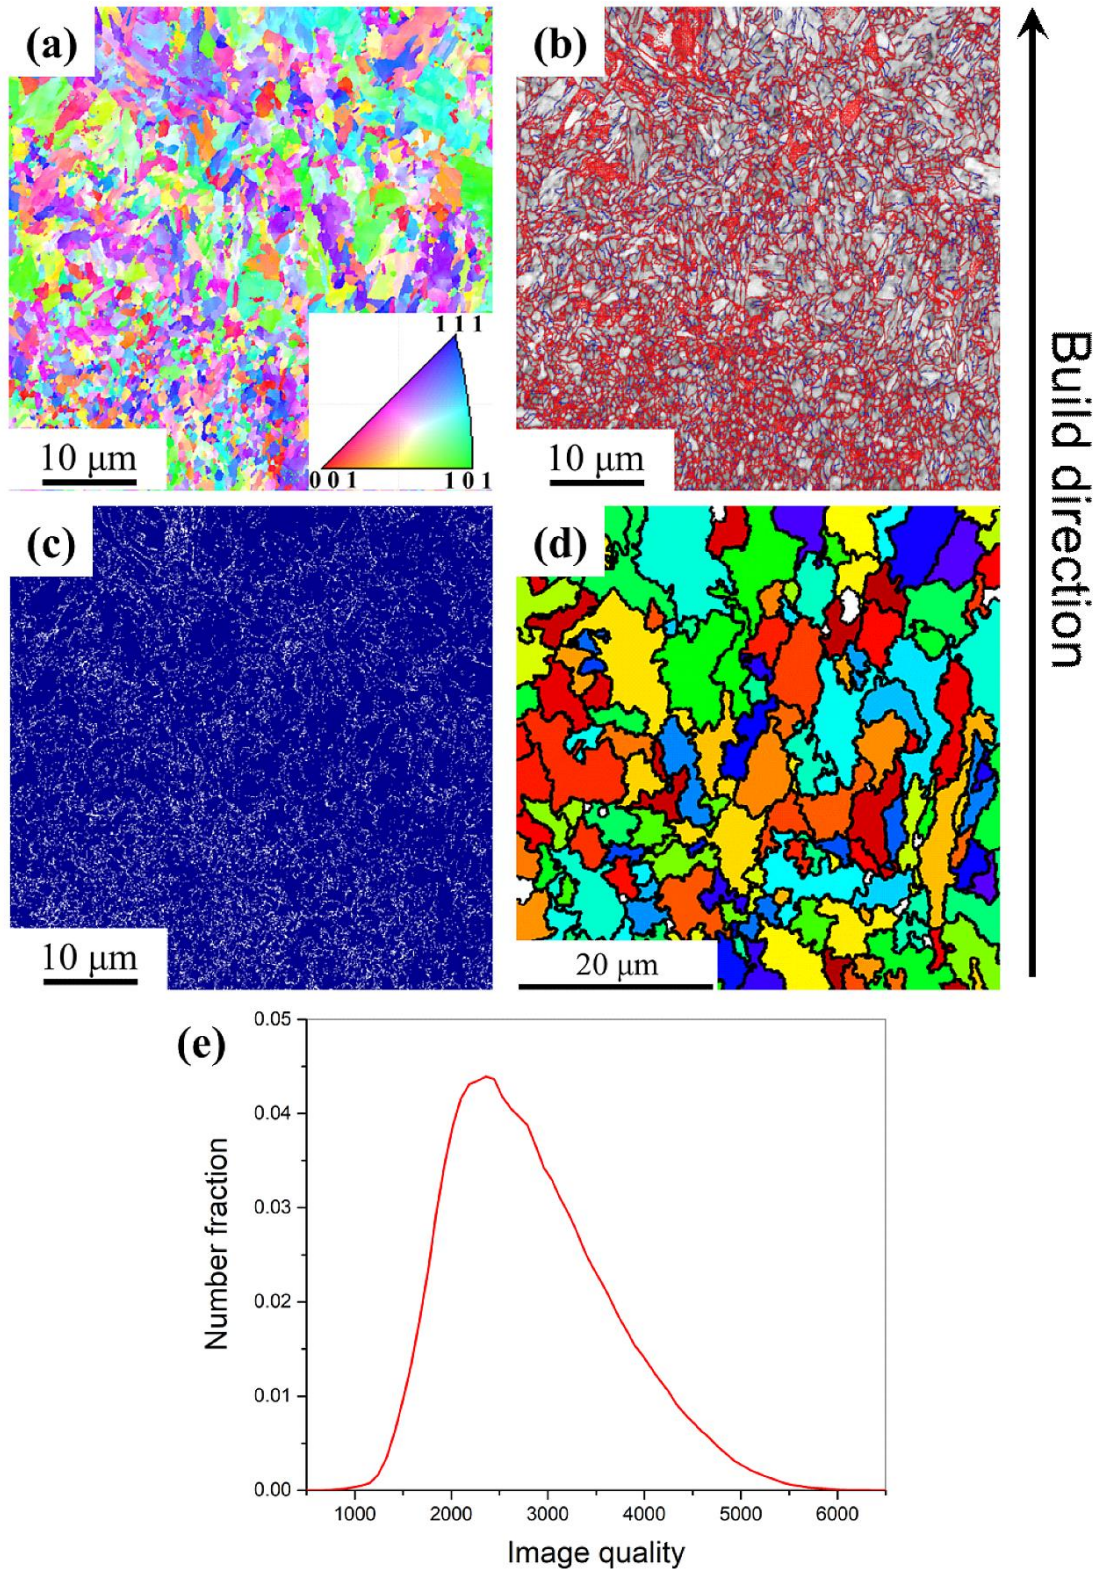 (a)
(b)
1 1 1
0 0 1
1 0 1
10 μm
10 μm
Build direction
(c)
(d)
10 μm
20 μm
(e)
0.05
0.04
0.03
0.02
0.01
0.00
Number fraction
1000 2000 3000 4000 5000 6000
Image quality